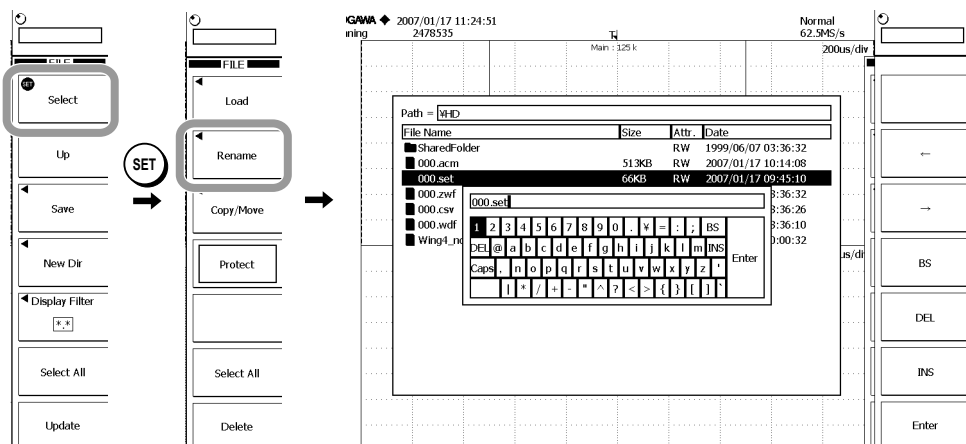 FILE
SET
Select
Up
Save
New Dir
Display Filter
*.*
Select All
Update
SET
FILE
Load
Rename
Copy/Move
Protect
Select All
Delete
OGAWA ◆ 2007/01/17 11:24:51
nning 2478535
Normal
62.5MS/s
Main : 125 k
200us/div
Path = ¥HD
File Name Size Attr. Date
SharedFolder RW 1999/06/07 03:36:32
000.acm 513KB RW 2007/01/17 10:14:08
000.set 66KB RW 2007/01/17 09:45:10
000.zwf 3:36:32
000.csv 3:36:26
000.wdf 3:36:10
Wing4_no 0:00:32
000.set
1 2 3 4 5 6 7 8 9 0 . ¥ = : ; BS
DEL @ a b c d e f g h i j k l m INS
Caps , n o p q r s t u v w x y z '
| * / + - " ^ ? < > { } [ ] `
Enter
us/div
←
→
BS
DEL
INS
Enter